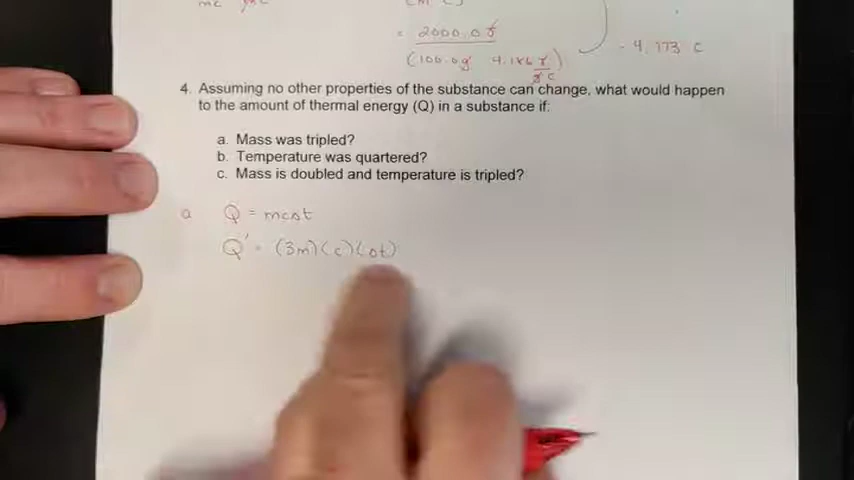 = 2000.0 J
(100.0g 4.186 J)
g C
- 4.773 C
4. Assuming no other properties of the substance can change, what would happen
to the amount of thermal energy (Q) in a substance if:
a. Mass was tripled?
b. Temperature was quartered?
c. Mass is doubled and temperature is tripled?
a Q = mcΔt
Q' = (3m)(c)(Δt)